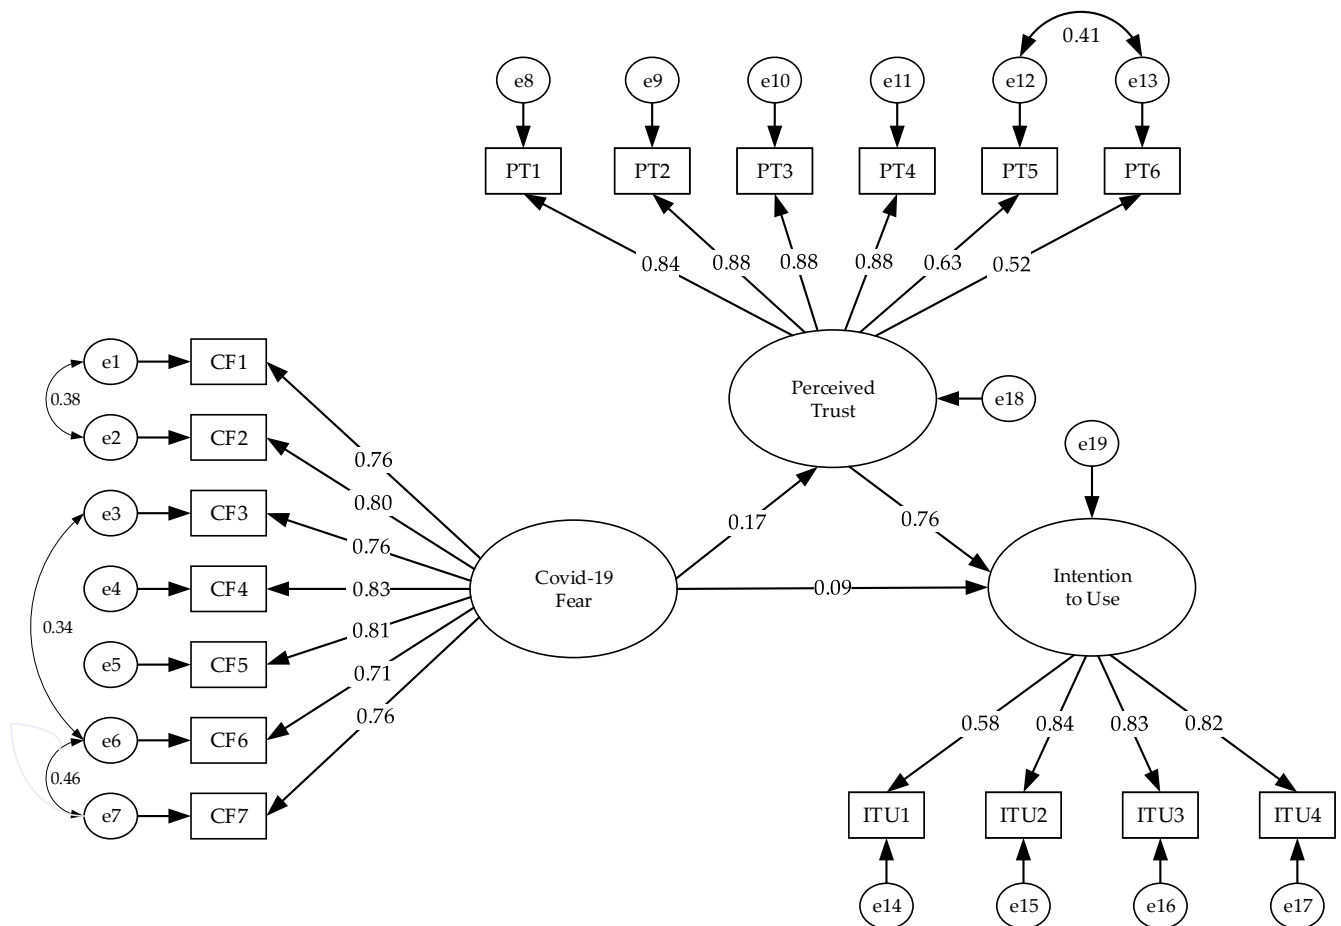 0.41
e8
e9
e10
e11
e12
e13
PT1
PT2
PT3
PT4
PT5
PT6
0.84
0.88
0.88
0.88
0.63
0.52
e1
CF1
0.38
e2
CF2
Perceived
Trust
e18
e19
0.76
0.80
e3
CF3
0.17
0.76
0.76
e4
CF4
0.83
Covid-19
Fear
0.09
Intention
to Use
0.34
0.81
e5
CF5
0.71
0.76
e6
CF6
0.46
e7
CF7
0.58
0.84
0.83
0.82
ITU1
ITU2
ITU3
ITU4
e14
e15
e16
e17